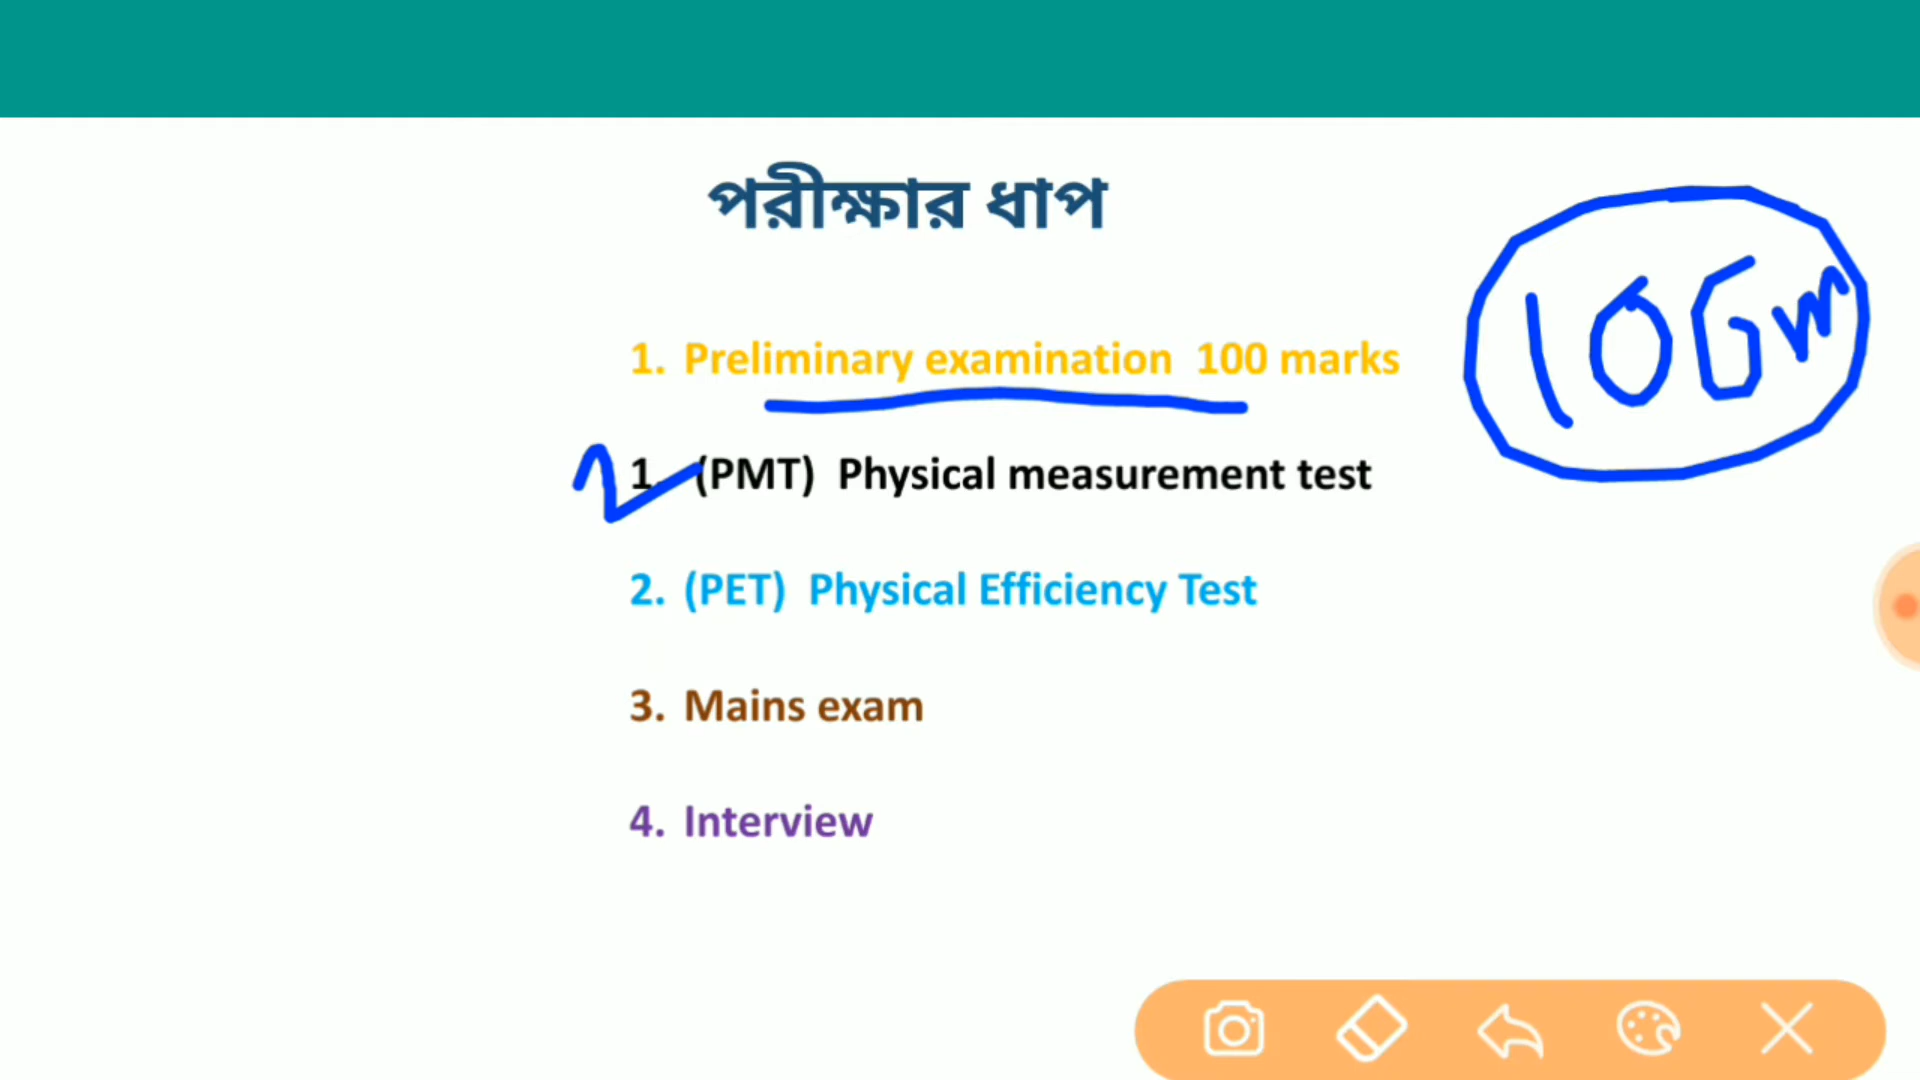 পরীক্ষার ধাপ
1. Preliminary examination 100 marks
1. (PMT) Physical measurement test
2. (PET) Physical Efficiency Test
3. Mains exam
4. Interview